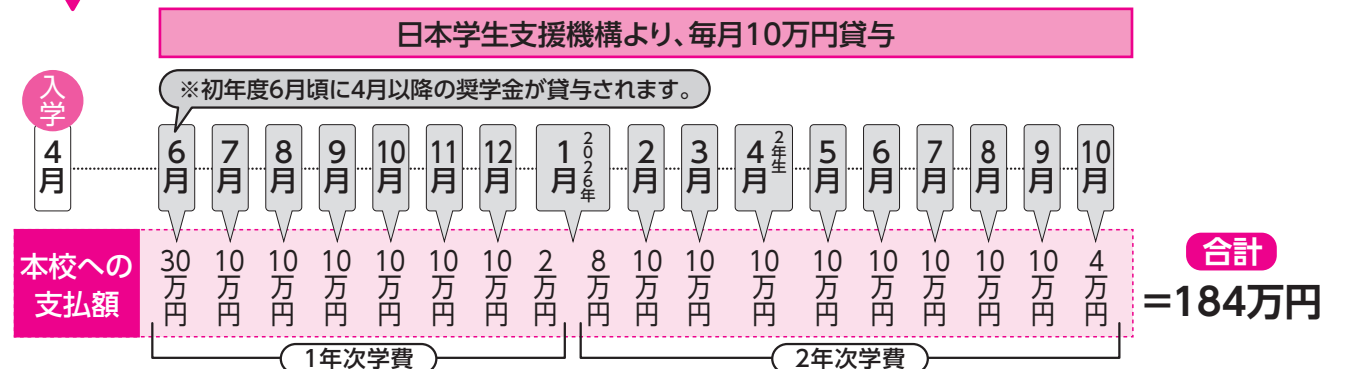 日本学生支援機構より、毎月10万円貸与
入学
※初年度6月頃に4月以降の奨学金が貸与されます。
4月 6月 7月 8月 9月 10月 11月 12月 1月 2026年 2月 3月 4月 2年生 5月 6月 7月 8月 9月 10月
本校への
支払額
30万円 10万円 10万円 10万円 10万円 10万円 10万円 2万円 8万円 10万円 10万円 10万円 10万円 10万円 10万円 10万円 10万円 4万円
合計
=184万円
1年次学費 2年次学費